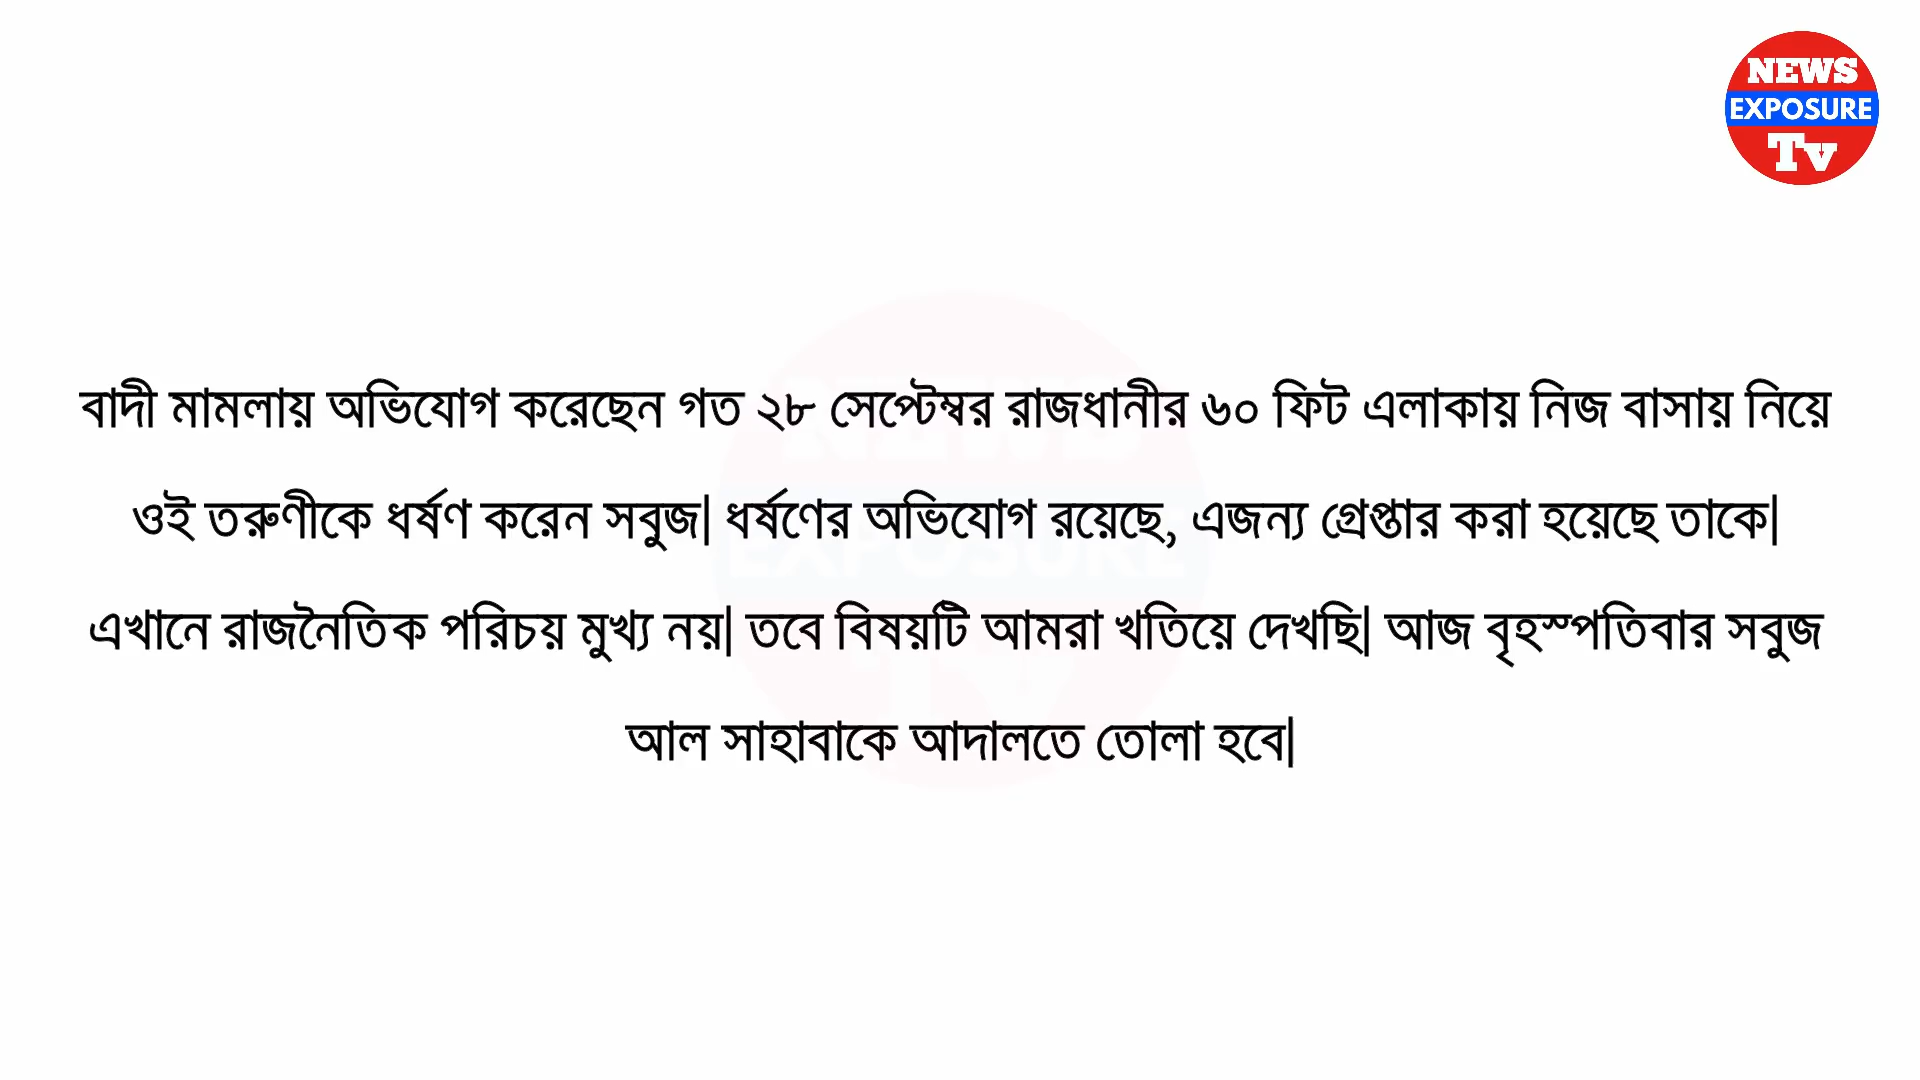 NEWS
EXPOSURE
Tv
বাদী মামলায় অভিযোগ করেছেন গত ২৮ সেপ্টেম্বর রাজধানীর ৬০ ফিট এলাকায় নিজ বাসায় নিয়ে
ওই তরুণীকে ধর্ষণ করেন সবুজ| ধর্ষণের অভিযোগ রয়েছে, এজন্য গ্রেপ্তার করা হয়েছে তাকে|
এখানে রাজনৈতিক পরিচয় মুখ্য নয়| তবে বিষয়টি আমরা খতিয়ে দেখছি| আজ বৃহস্পতিবার সবুজ
আল সাহাবাকে আদালতে তোলা হবে|